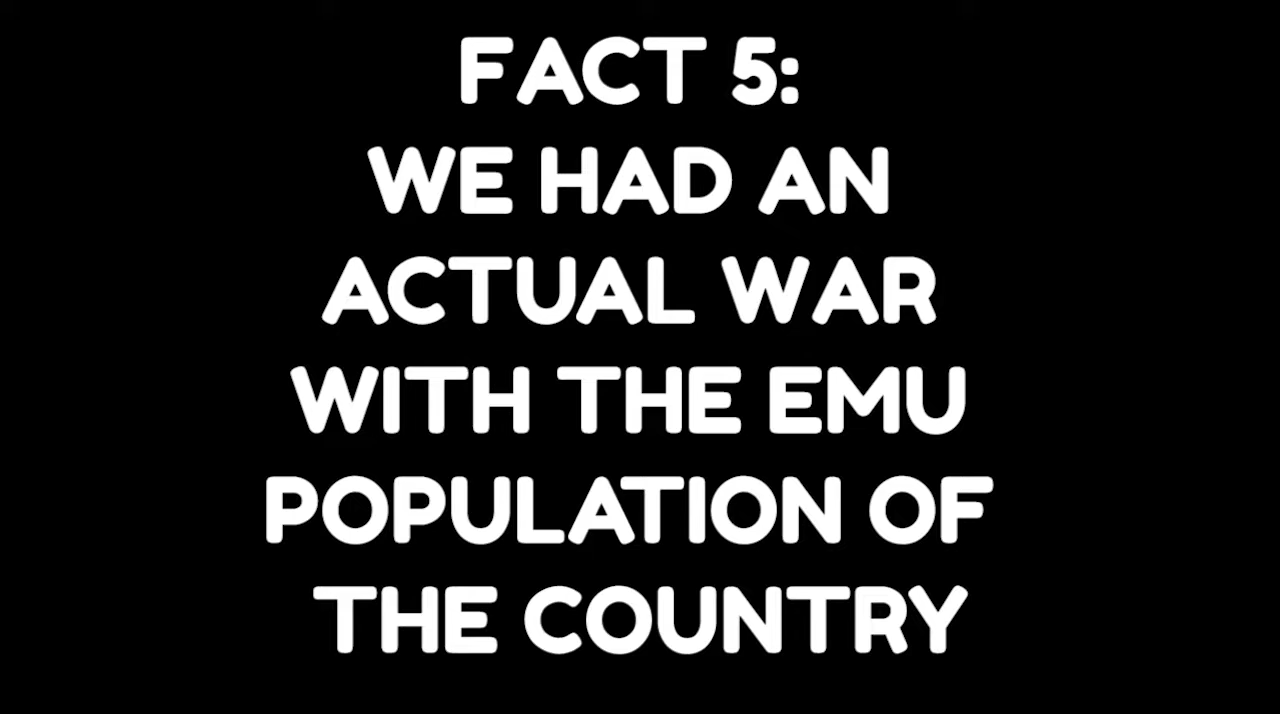 FACT 5:
WE HAD AN
ACTUAL WAR
WITH THE EMU
POPULATION OF
THE COUNTRY